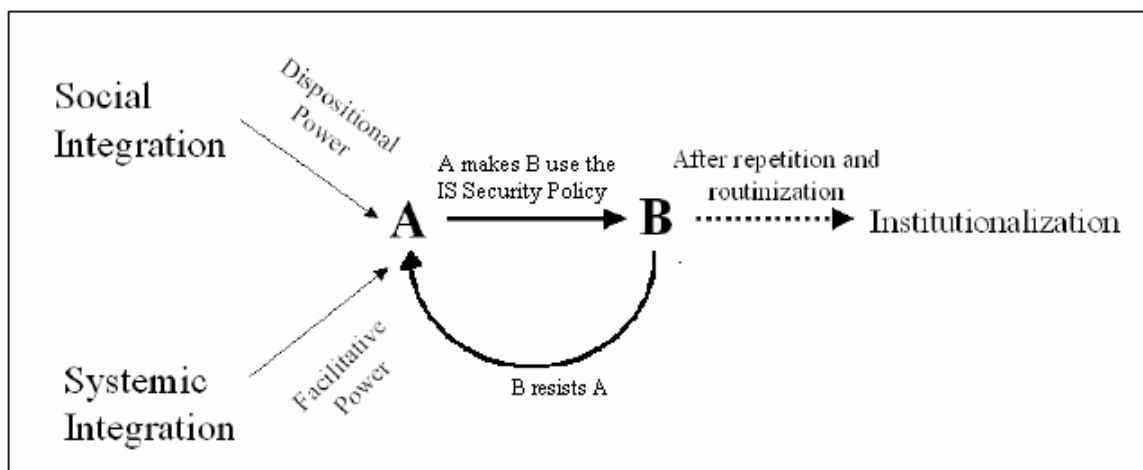 Social
Integration
Dispositional
Power
A makes B use the
IS Security Policy
After repetition and
routinization
A
B
Institutionalization
Systemic
Integration
Facilitative
Power
B resists A